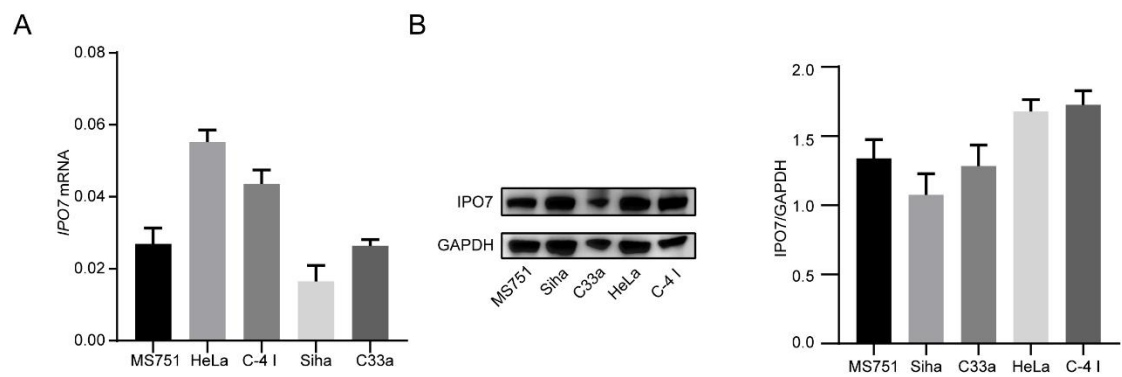 A
IPO7 mRNA
0.08
0.06
0.04
0.02
0.00
MS751 HeLa C-4 I Siha C33a
B
IPO7
GAPDH
MS751 Siha C33a HeLa C-4 I
IPO7/GAPDH
2.0
1.5
1.0
0.5
0.0
MS751 Siha C33a HeLa C-4 I